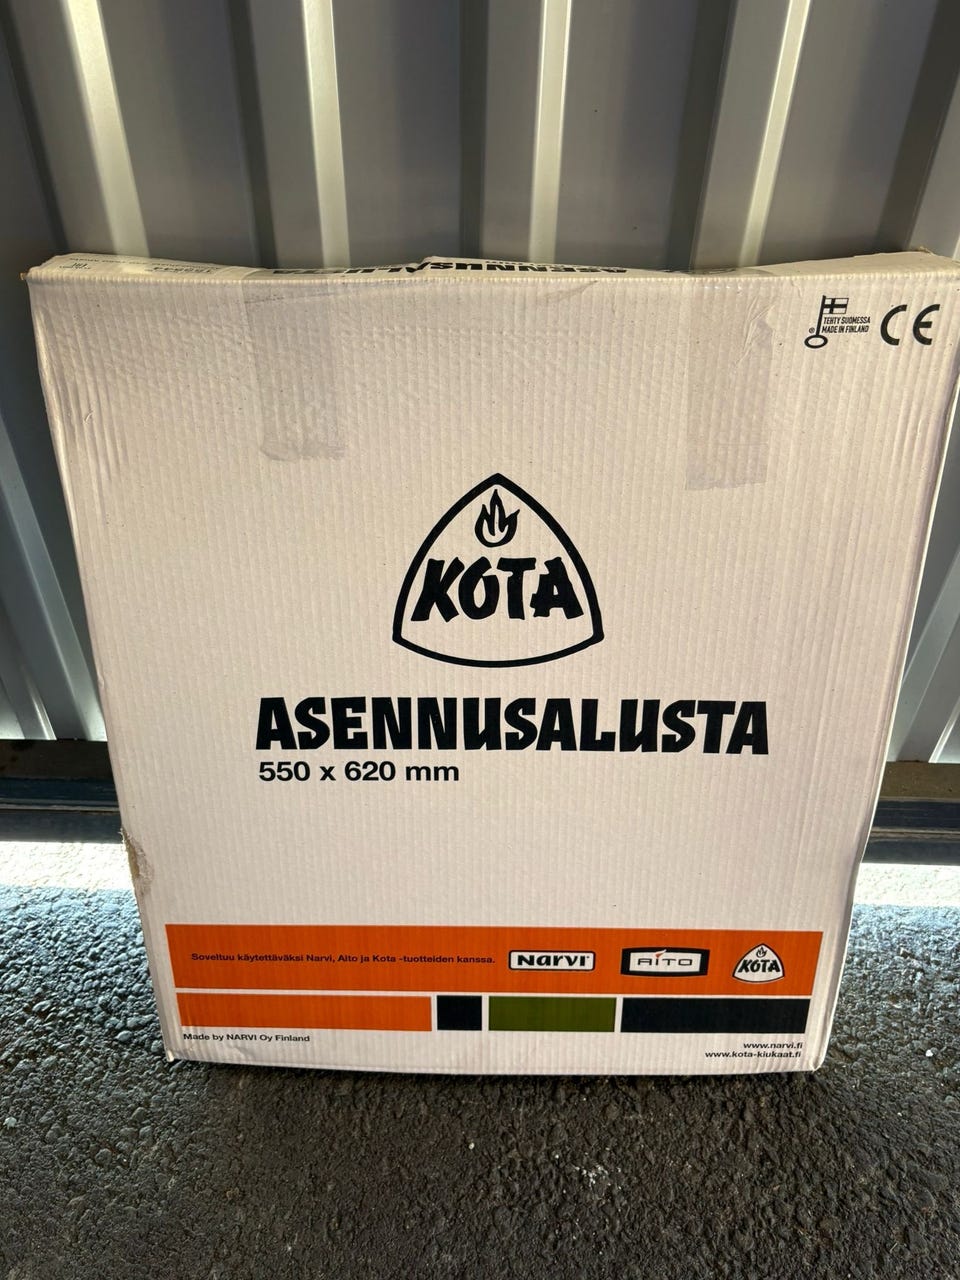 ASENNUSALUSTA
TEHTY SUOMESSA
MADE IN FINLAND
CE
KOTA
ASENNUSALUSTA
550 x 620 mm
Soveltuu käytettäväksi Narvi, Aito ja Kota -tuotteiden kanssa.
Narvi
AITO
KOTA
Made by NARVI Oy Finland
www.narvi.fi
www.kota-kiukaat.fi